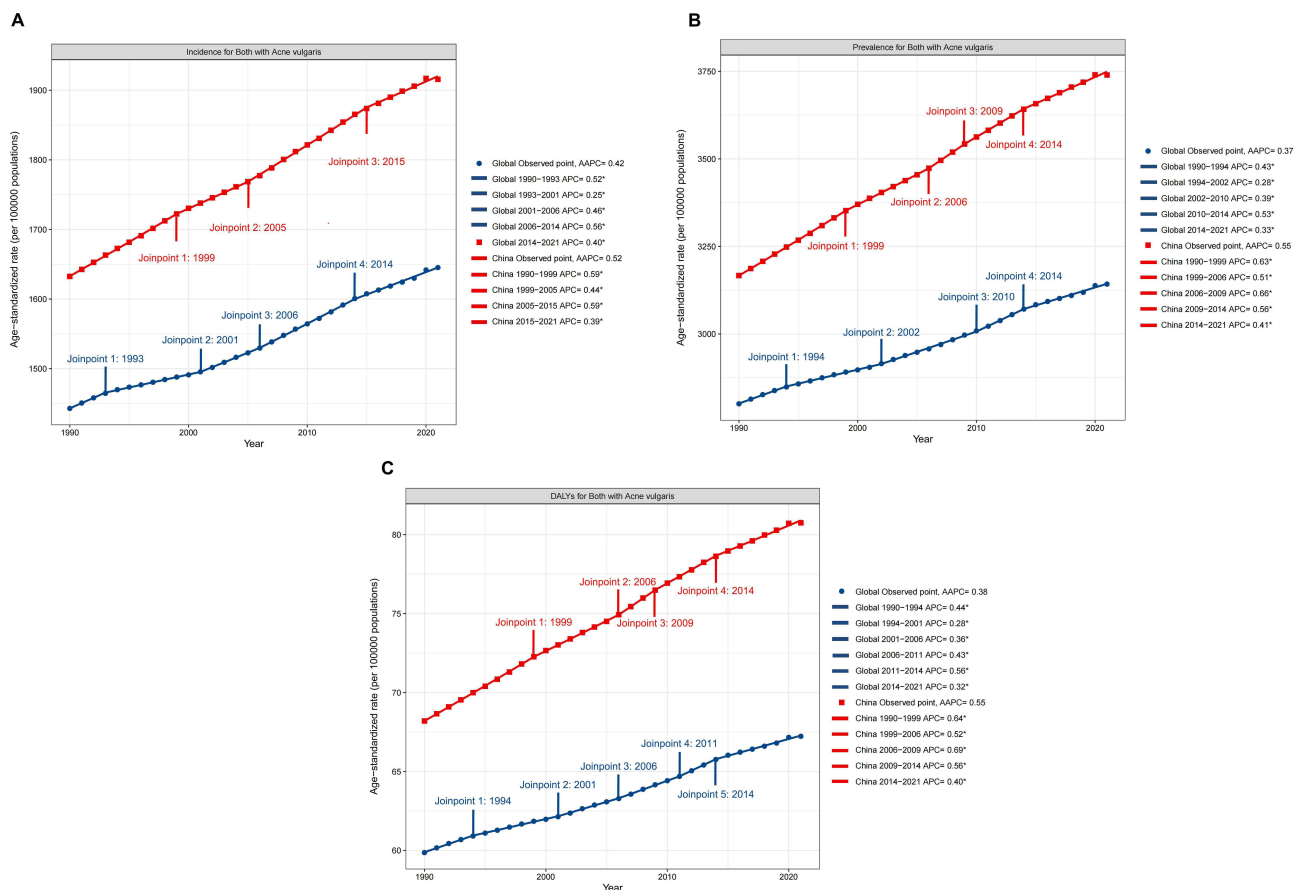 A
Incidence for Both with Acne vulgaris
Age−standardized rate (per 100000 populations)
1900
1800
1700
1600
1500
Joinpoint 3: 2015
Joinpoint 2: 2005
Joinpoint 1: 1999
Joinpoint 4: 2014
Joinpoint 3: 2006
Joinpoint 2: 2001
Joinpoint 1: 1993
1990
2000
2010
2020
Year
Global Observed point, AAPC= 0.42
Global 1990−1993 APC= 0.52*
Global 1993−2001 APC= 0.25*
Global 2001−2006 APC= 0.46*
Global 2006−2014 APC= 0.56*
Global 2014−2021 APC= 0.40*
China Observed point, AAPC= 0.52
China 1990−1999 APC= 0.59*
China 1999−2005 APC= 0.44*
China 2005−2015 APC= 0.59*
China 2015−2021 APC= 0.39*
B
Prevalence for Both with Acne vulgaris
Age−standardized rate (per 100000 populations)
3750
3500
3250
3000
Joinpoint 3: 2009
Joinpoint 4: 2014
Joinpoint 2: 2006
Joinpoint 1: 1999
Joinpoint 4: 2014
Joinpoint 3: 2010
Joinpoint 2: 2002
Joinpoint 1: 1994
1990
2000
2010
2020
Year
Global Observed point, AAPC= 0.37
Global 1990−1994 APC= 0.43*
Global 1994−2002 APC= 0.28*
Global 2002−2010 APC= 0.39*
Global 2010−2014 APC= 0.53*
Global 2014−2021 APC= 0.33*
China Observed point, AAPC= 0.55
China 1990−1999 APC= 0.63*
China 1999−2006 APC= 0.51*
China 2006−2009 APC= 0.66*
China 2009−2014 APC= 0.56*
China 2014−2021 APC= 0.41*
C
DALYs for Both with Acne vulgaris
Age−standardized rate (per 100000 populations)
80
75
70
65
60
Joinpoint 2: 2006
Joinpoint 4: 2014
Joinpoint 1: 1999
Joinpoint 3: 2009
Joinpoint 4: 2011
Joinpoint 3: 2006
Joinpoint 2: 2001
Joinpoint 5: 2014
Joinpoint 1: 1994
1990
2000
2010
2020
Year
Global Observed point, AAPC= 0.38
Global 1990−1994 APC= 0.44*
Global 1994−2001 APC= 0.28*
Global 2001−2006 APC= 0.36*
Global 2006−2011 APC= 0.43*
Global 2011−2014 APC= 0.56*
Global 2014−2021 APC= 0.32*
China Observed point, AAPC= 0.55
China 1990−1999 APC= 0.64*
China 1999−2006 APC= 0.52*
China 2006−2009 APC= 0.69*
China 2009−2014 APC= 0.56*
China 2014−2021 APC= 0.40*